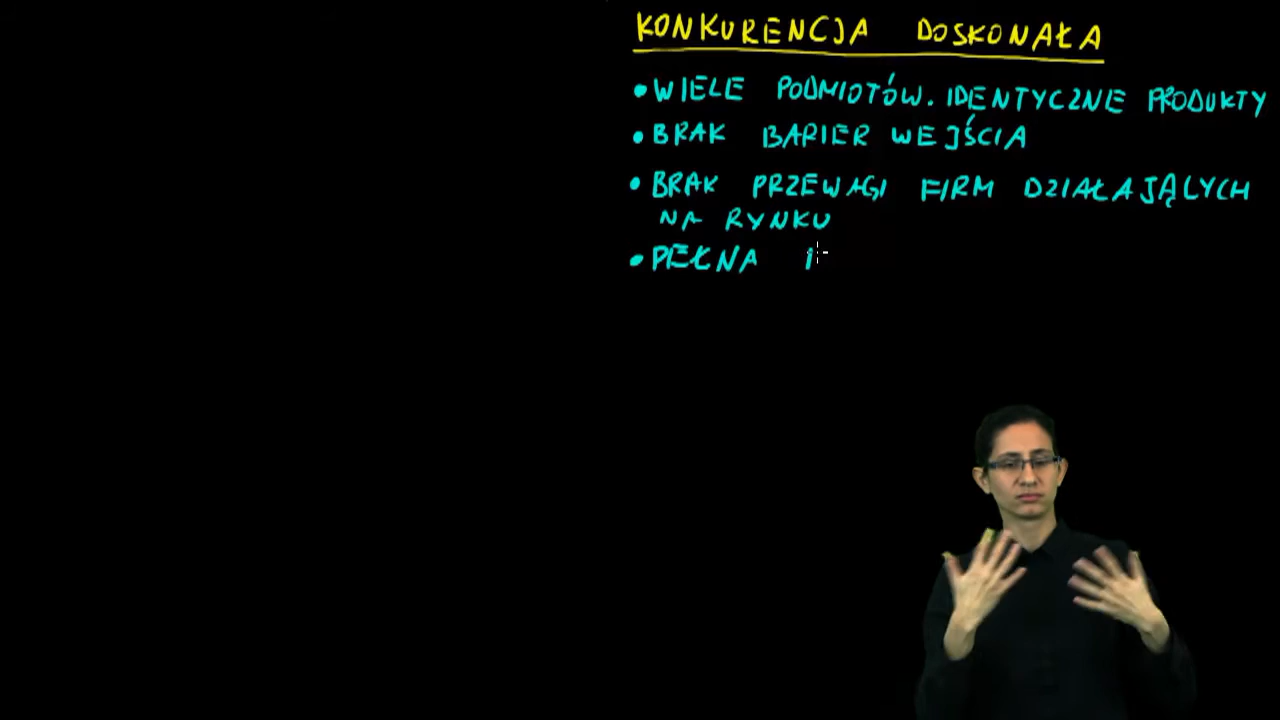 KONKURENCJA DOSKONAŁA
• WIELE PODMIOTÓW. IDENTYCZNE PRODUKTY
• BRAK BARIER WEJŚCIA
• BRAK PRZEWAGI FIRM DZIAŁAJĄCYCH
NA RYNKU
• PEŁNA I